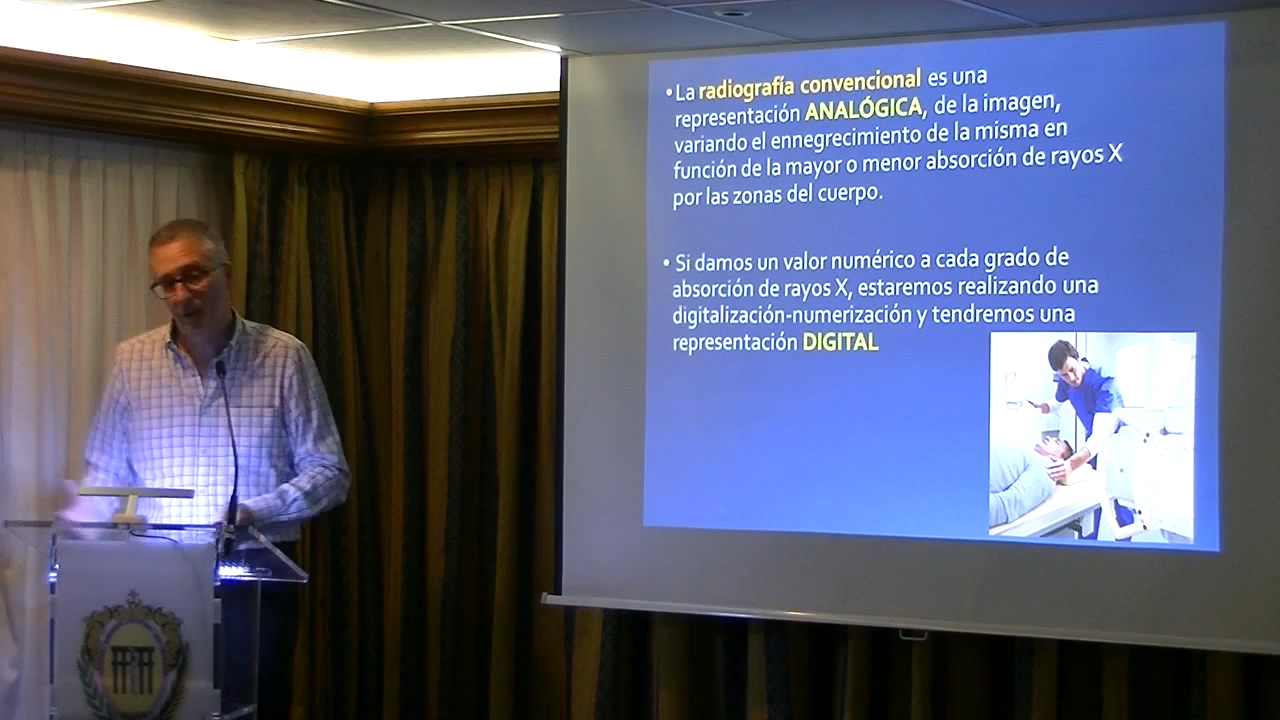 •La radiografía convencional es una
representación ANALÓGICA, de la imagen,
variando el ennegrecimiento de la misma en
función de la mayor o menor absorción de rayos X
por las zonas del cuerpo.
• Si damos un valor numérico a cada grado de
absorción de rayos X, estaremos realizando una
digitalización-numerización y tendremos una
representación DIGITAL